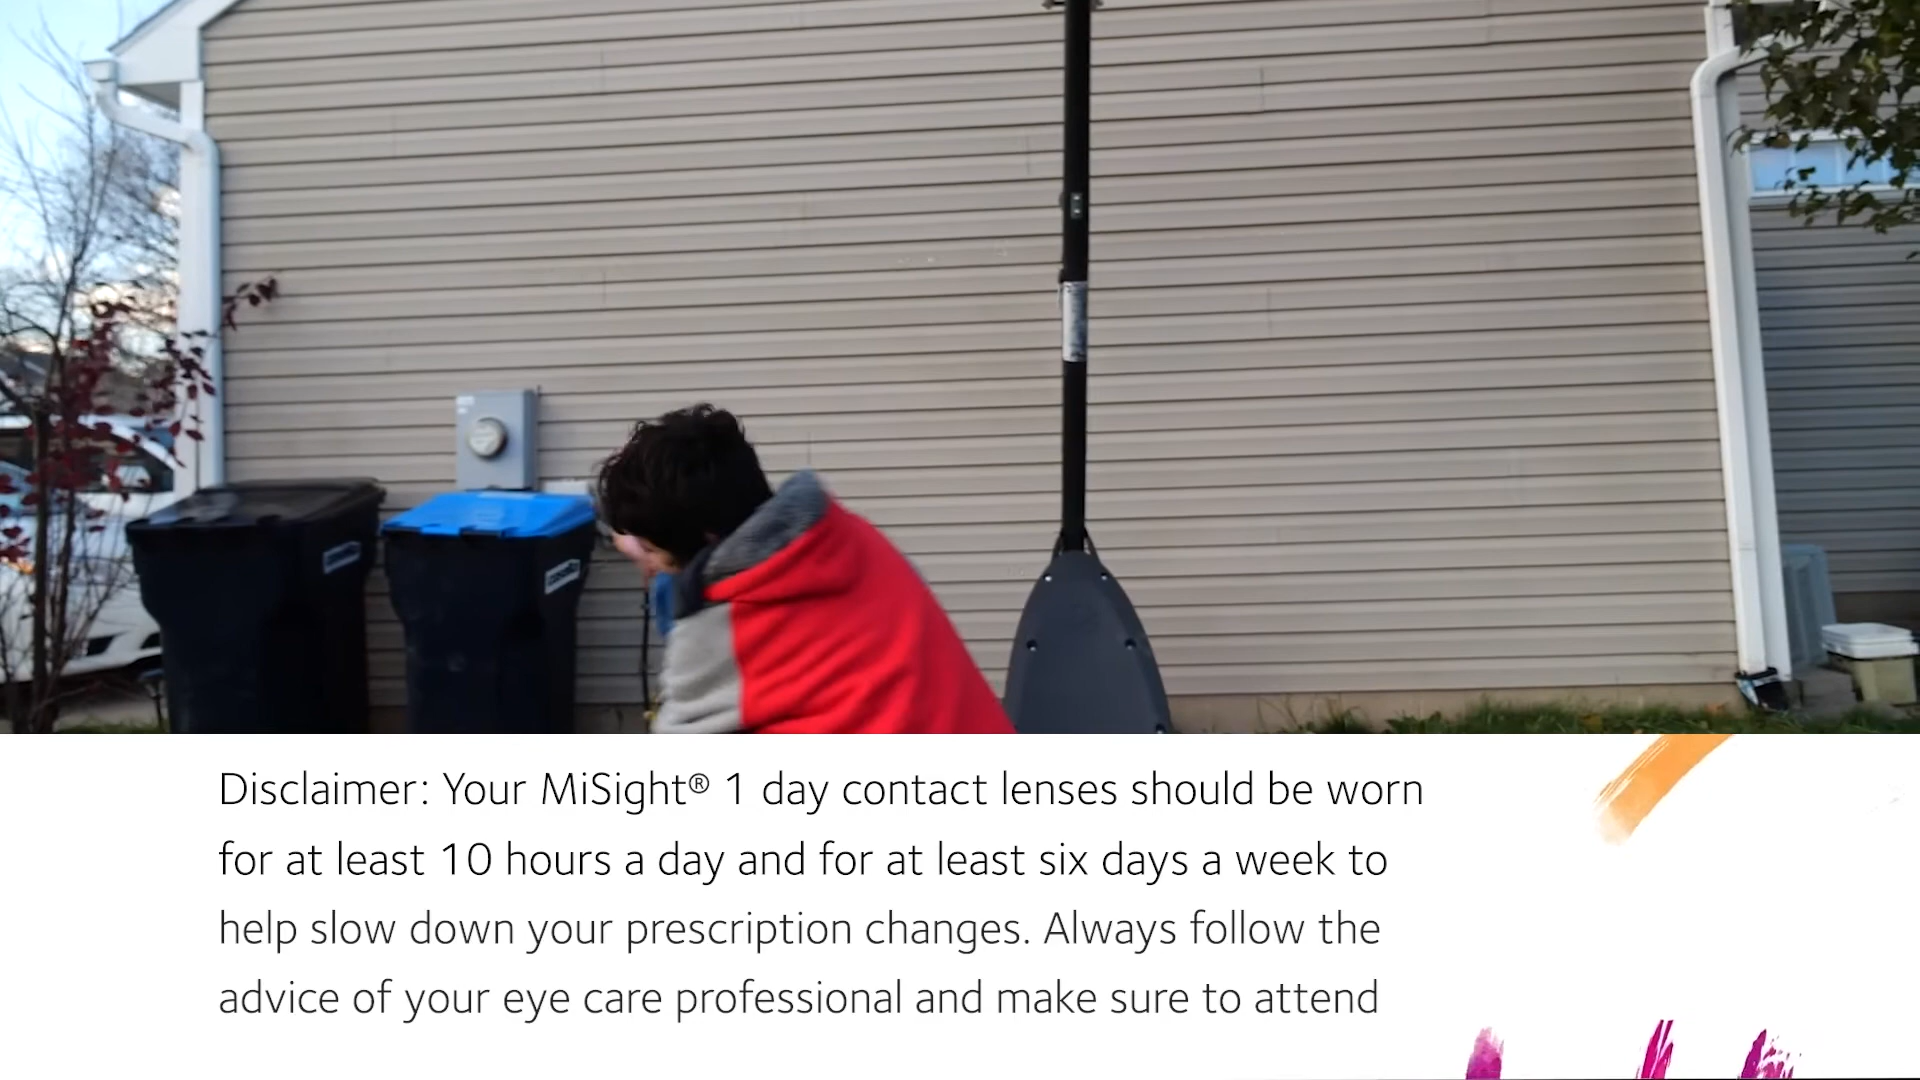 Disclaimer: Your MiSight® 1 day contact lenses should be worn
for at least 10 hours a day and for at least six days a week to
help slow down your prescription changes. Always follow the
advice of your eye care professional and make sure to attend